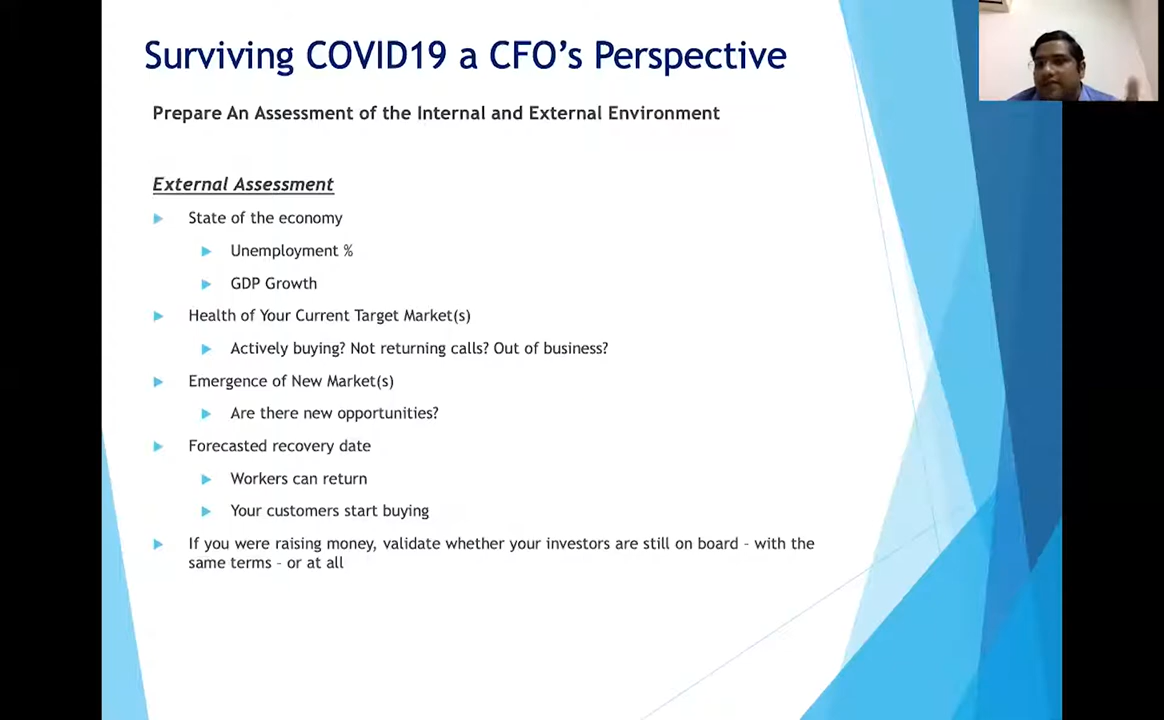 Surviving COVID19 a CFO's Perspective
Prepare An Assessment of the Internal and External Environment
External Assessment
State of the economy
Unemployment %
GDP Growth
Health of Your Current Target Market(s)
Actively buying? Not returning calls? Out of business?
Emergence of New Market(s)
Are there new opportunities?
Forecasted recovery date
Workers can return
Your customers start buying
If you were raising money, validate whether your investors are still on board - with the
same terms - or at all